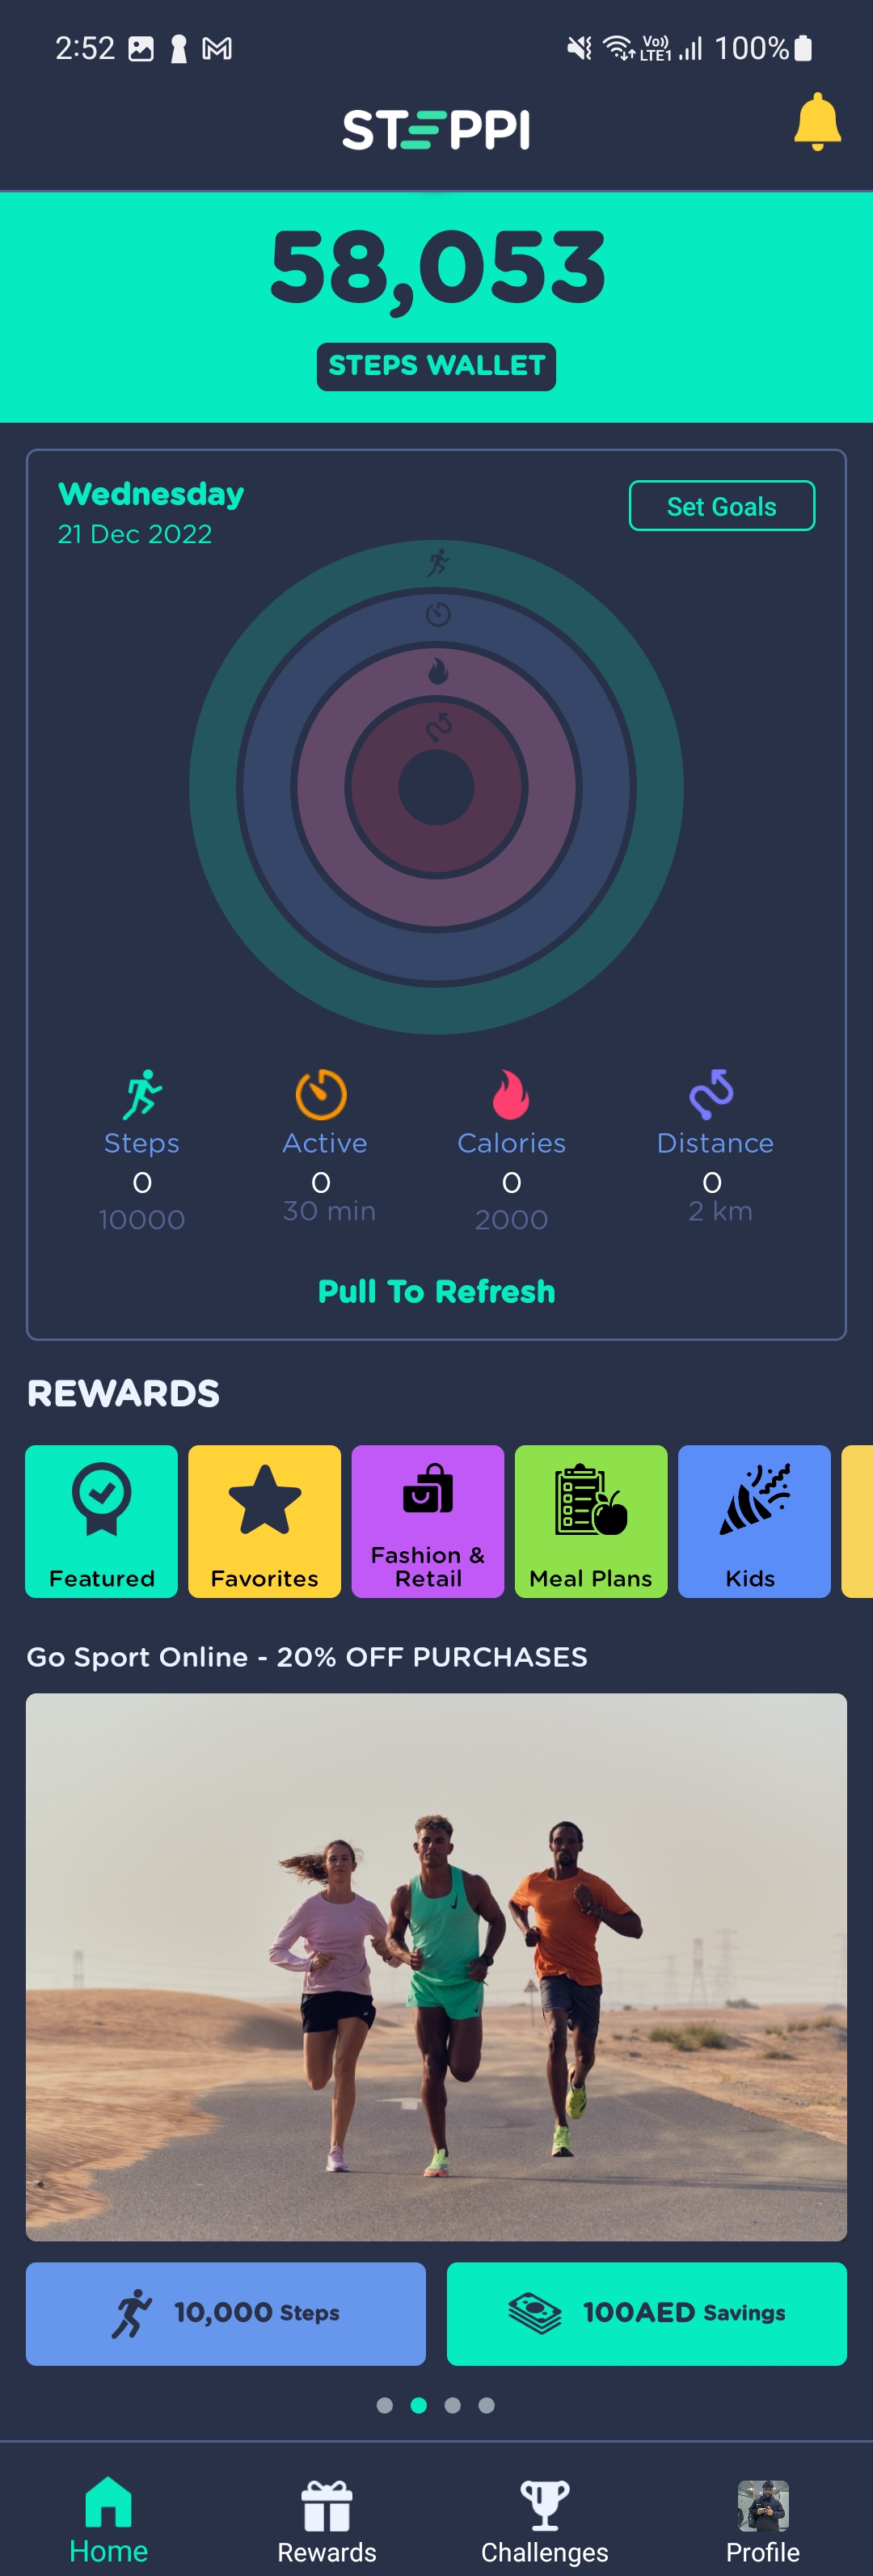 2:52
Vo))
LTE1
100%
STEPPI
58,053
STEPS WALLET
Wednesday
21 Dec 2022
Set Goals
Steps
Active
Calories
Distance
0
0
0
0
10000
30 min
2000
2 km
Pull To Refresh
REWARDS
Featured
Favorites
Fashion &
Retail
Meal Plans
Kids
Go Sport Online - 20% OFF PURCHASES
10,000 Steps
100AED Savings
Home
Rewards
Challenges
Profile